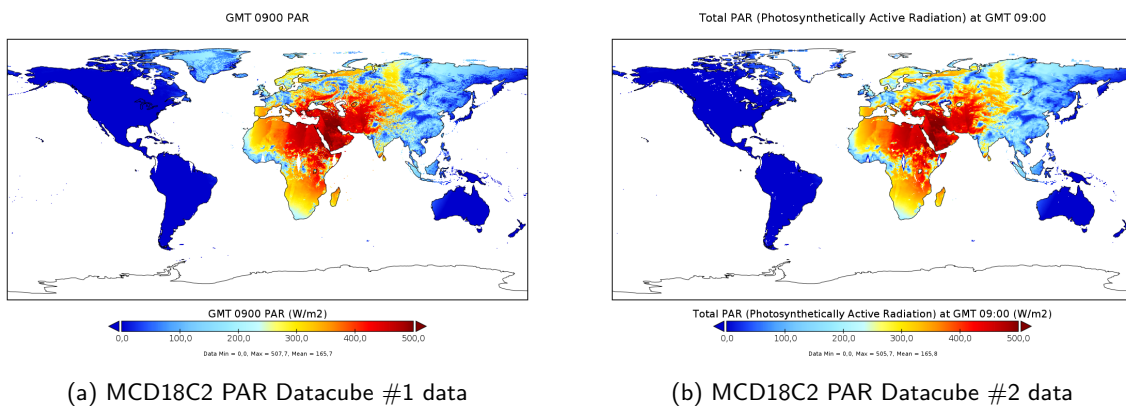 GMT 0900 PAR
GMT 0900 PAR (W/m2)
0,0 100,0 200,0 300,0 400,0 500,0
Data Min = 0,0, Max = 507,7, Mean = 165,7
(a) MCD18C2 PAR Datacube #1 data
Total PAR (Photosynthetically Active Radiation) at GMT 09:00
Total PAR (Photosynthetically Active Radiation) at GMT 09:00 (W/m2)
0,0 100,0 200,0 300,0 400,0 500,0
Data Min = 0,0, Max = 505,7, Mean = 165,8
(b) MCD18C2 PAR Datacube #2 data